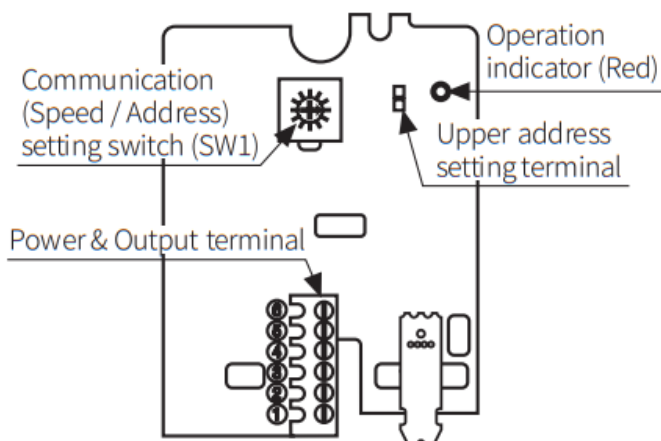 Operation
indicator (Red)
Communication
(Speed / Address)
setting switch (SW1)
Upper address
setting terminal
Power & Output terminal
6
5
4
3
2
1